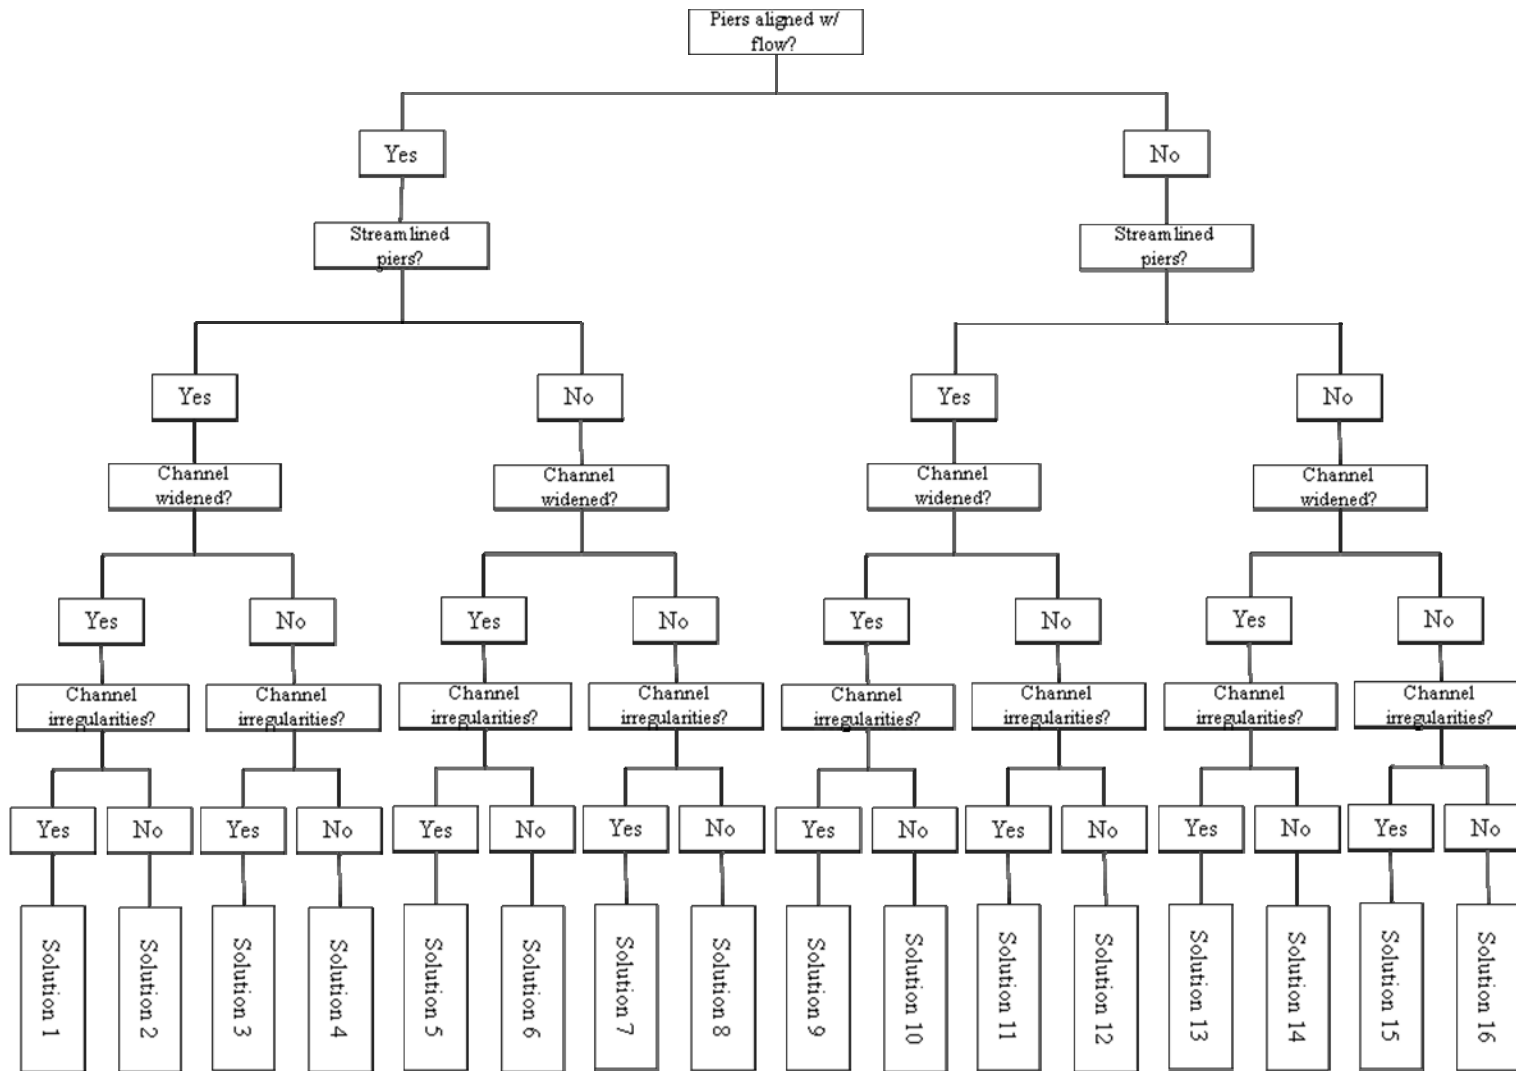 Piers aligned w/
flow?
Yes
No
Streamlined
piers?
Streamlined
piers?
Yes
No
Yes
No
Channel
widened?
Channel
widened?
Channel
widened?
Channel
widened?
Yes
No
Yes
No
Yes
No
Yes
No
Channel
irregularities?
Channel
irregularities?
Channel
irregularities?
Channel
irregularities?
Channel
irregularities?
Channel
irregularities?
Channel
irregularities?
Channel
irregularities?
Yes
No
Yes
No
Yes
No
Yes
No
Yes
No
Yes
No
Yes
No
Yes
No
Solution 1
Solution 2
Solution 3
Solution 4
Solution 5
Solution 6
Solution 7
Solution 8
Solution 9
Solution 10
Solution 11
Solution 12
Solution 13
Solution 14
Solution 15
Solution 16